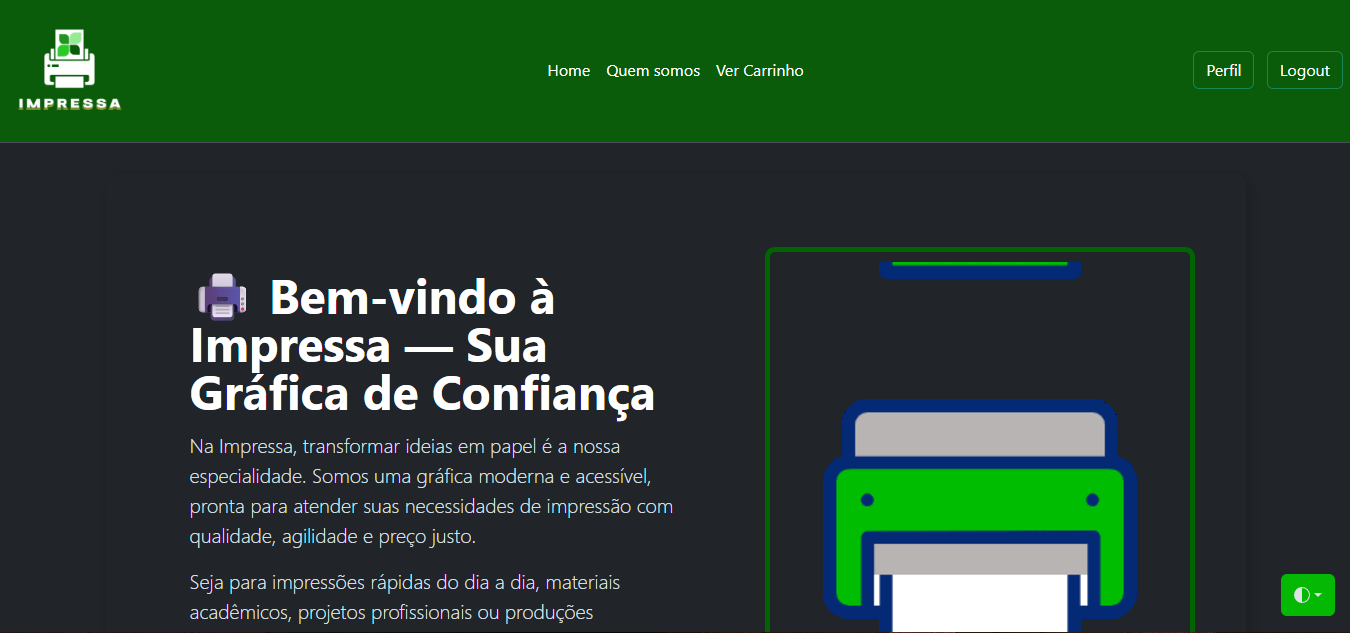 IMPRESSA
Home Quem somos Ver Carrinho
Perfil Logout
Bem-vindo à
Impressa — Sua
Gráfica de Confiança
Na Impressa, transformar ideias em papel é a nossa
especialidade. Somos uma gráfica moderna e acessível,
pronta para atender suas necessidades de impressão com
qualidade, agilidade e preço justo.
Seja para impressões rápidas do dia a dia, materiais
acadêmicos, projetos profissionais ou produções